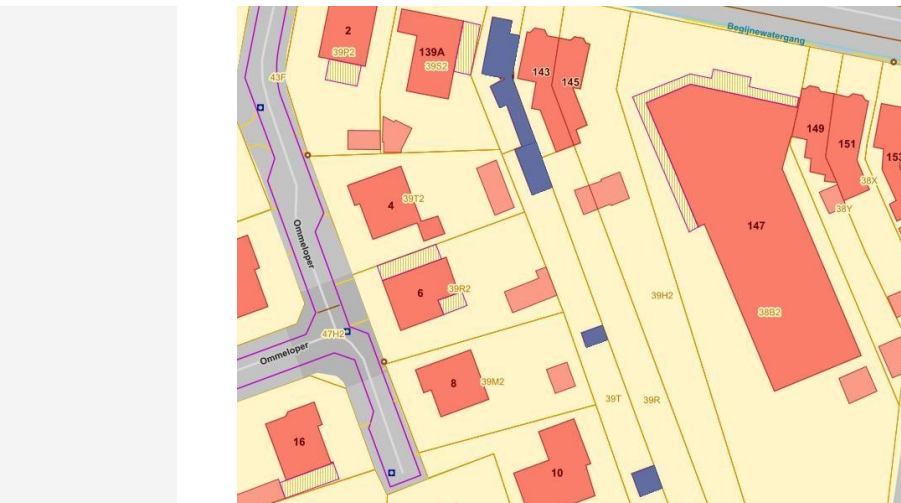 Begijnewatergang
2
39P2
139A
39S2
143
145
43F
149
151
153
38X
38Y
4
39T2
147
Ommeloper
6
39R2
39H2
38B2
47H2
Ommeloper
8
39M2
39T
39R
16
10